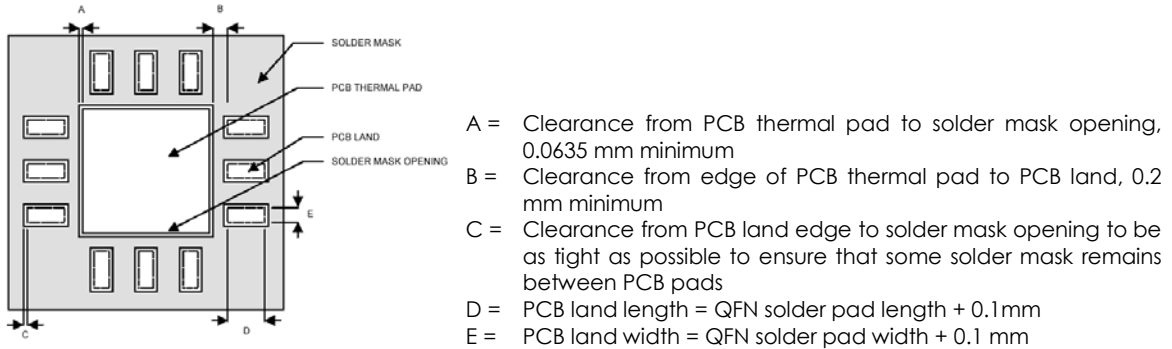 A
B
SOLDER MASK
PCB THERMAL PAD
PCB LAND
SOLDER MASK OPENING
E
C
D
A = Clearance from PCB thermal pad to solder mask opening,
0.0635 mm minimum
B = Clearance from edge of PCB thermal pad to PCB land, 0.2
mm minimum
C = Clearance from PCB land edge to solder mask opening to be
as tight as possible to ensure that some solder mask remains
between PCB pads
D = PCB land length = QFN solder pad length + 0.1mm
E = PCB land width = QFN solder pad width + 0.1 mm